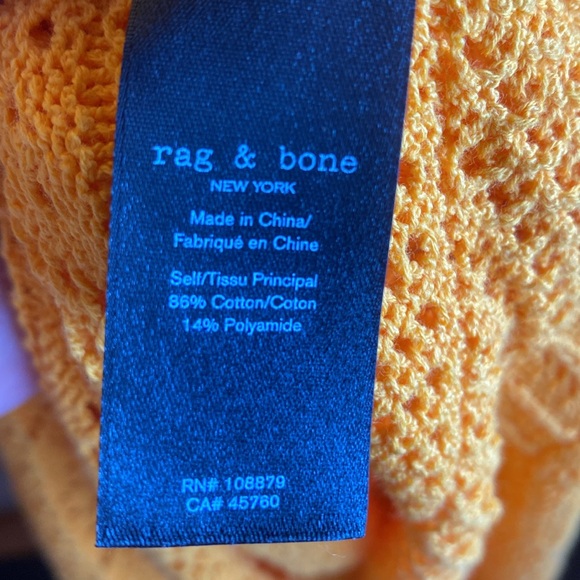 rag & bone
NEW YORK
Made in China/
Fabriqué en Chine
Self/Tissu Principal
86% Cotton/Coton
14% Polyamide
RN# 108879
CA# 45760